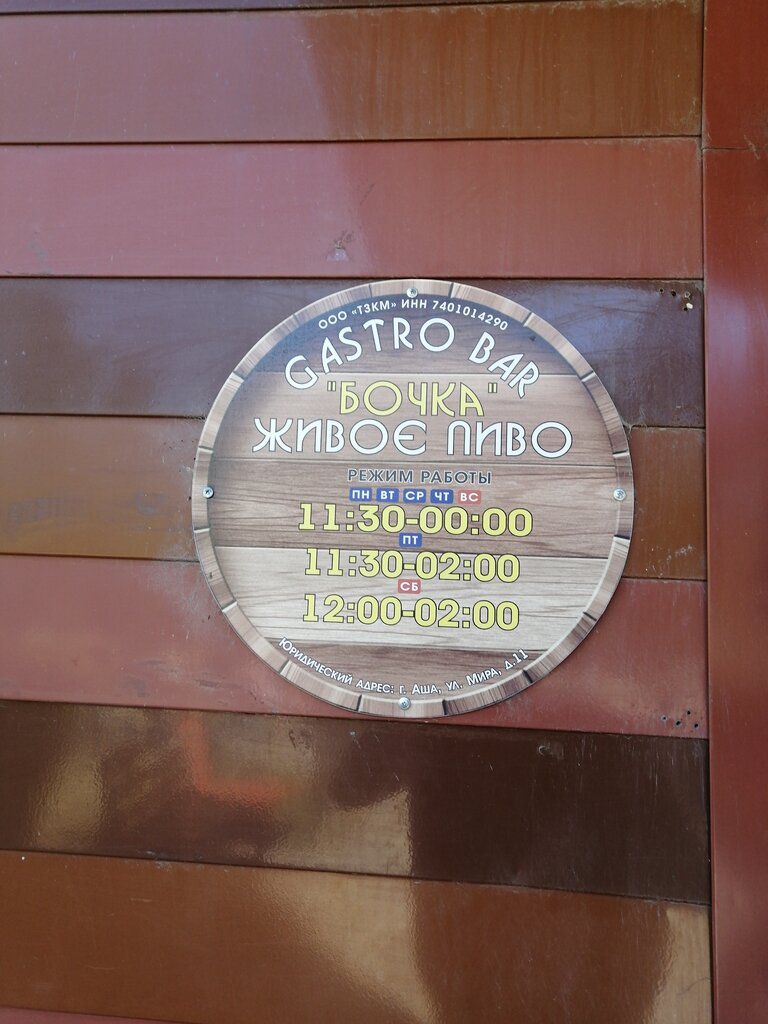 ООО «ТЗКМ» ИНН 7401014290
GASTRO BAR
"БОЧКА"
ЖИВОЕ ПИВО
РЕЖИМ РАБОТЫ
ПН ВТ СР ЧТ ВС
11:30-00:00
ПТ
11:30-02:00
СБ
12:00-02:00
ЮРИДИЧЕСКИЙ АДРЕС: Г. АША, УЛ. МИРА, Д.11